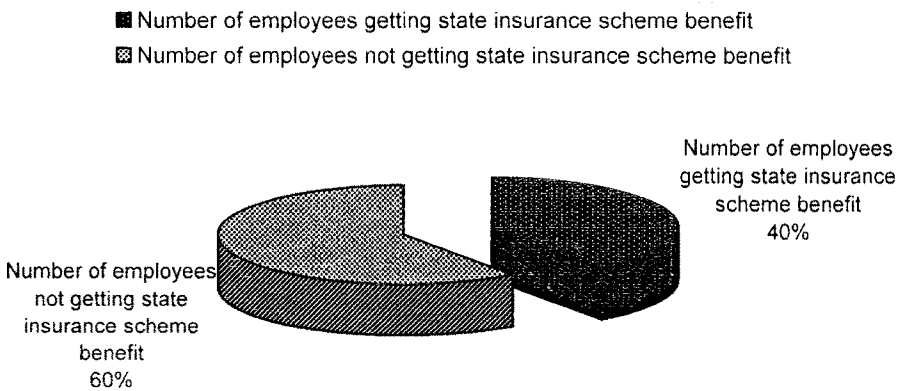 Number of employees getting state insurance scheme benefit
Number of employees not getting state insurance scheme benefit
Number of employees
getting state insurance
scheme benefit
40%
Number of employees
not getting state
insurance scheme
benefit
60%